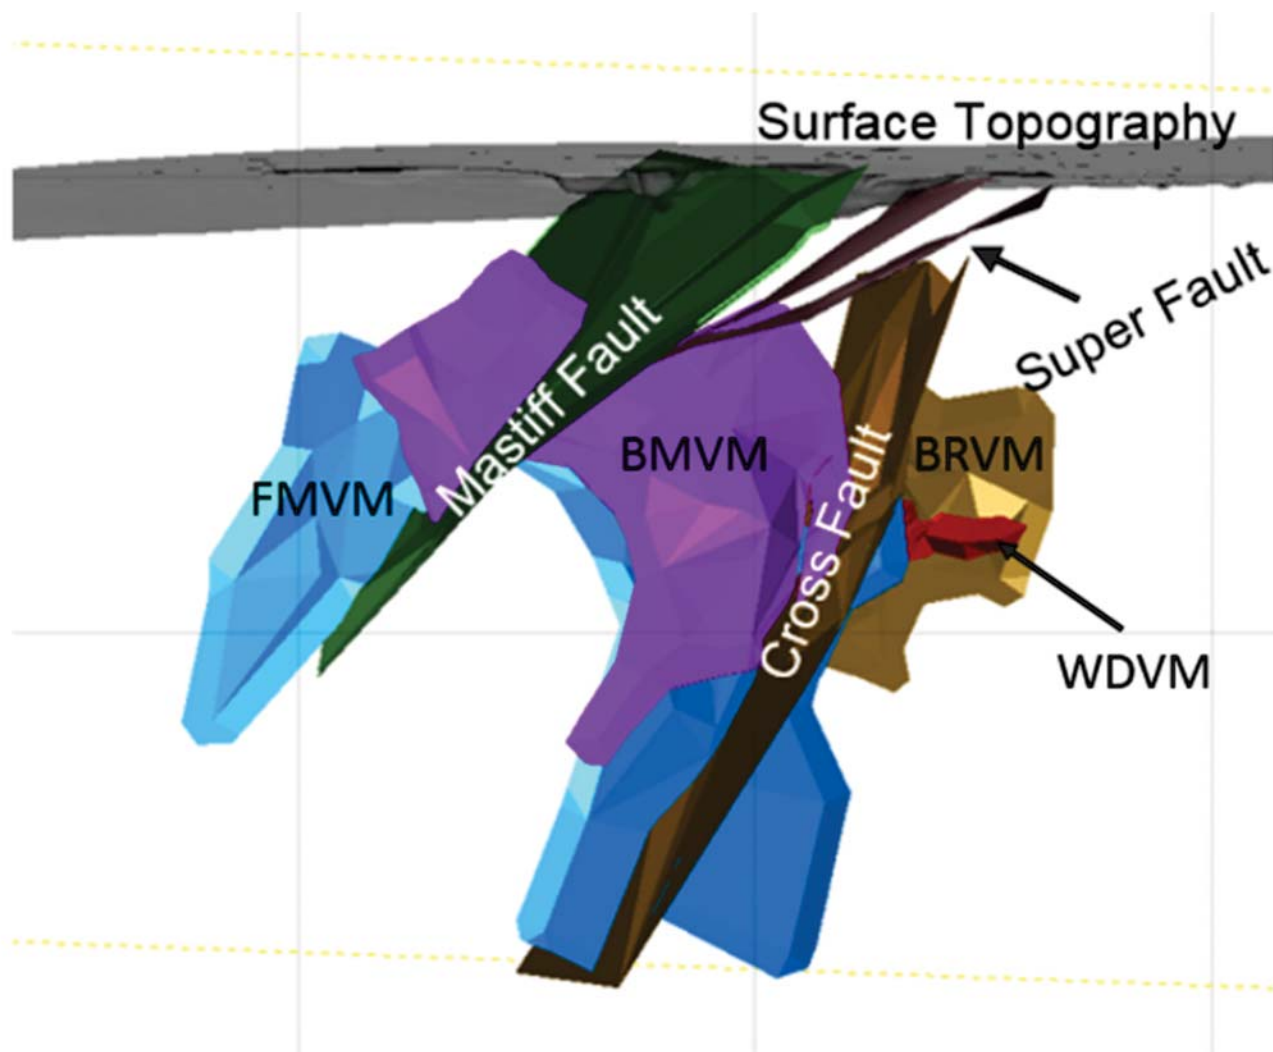 Surface Topography
Super Fault
Mastiff Fault
BMVM
BRVM
FMVM
Cross Fault
WDVM